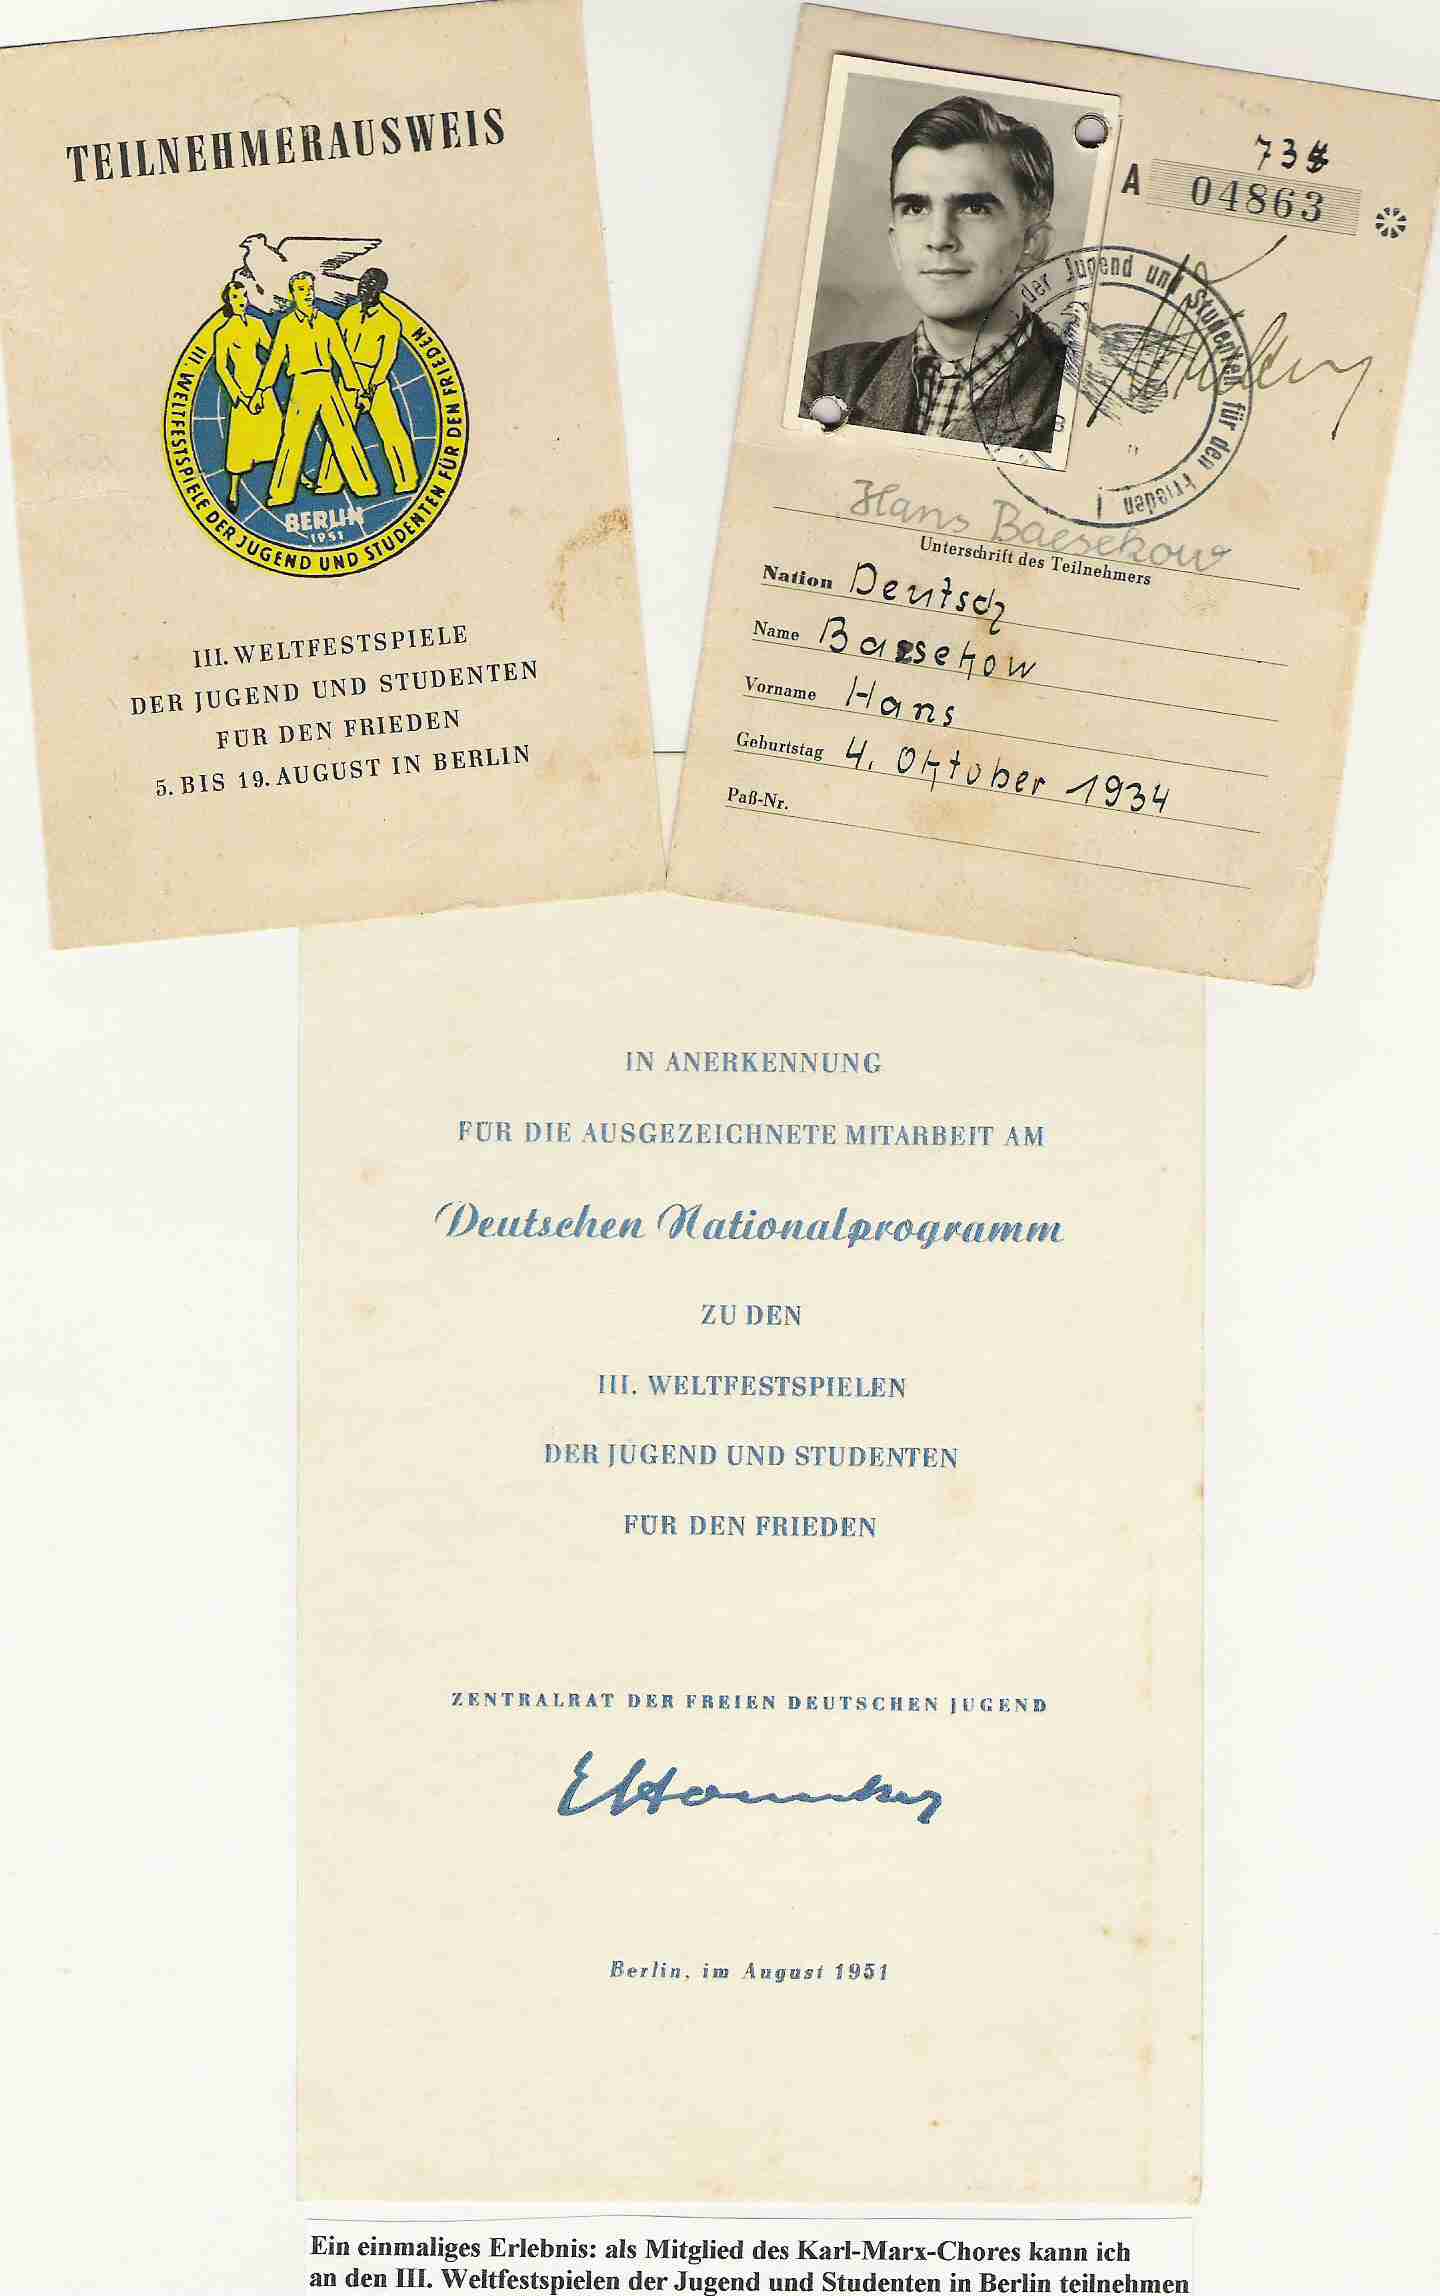 TEILNEHMERAUSWEIS
III. WELTFESTSPIELE DER JUGEND UND STUDENTEN FÜR DEN FRIEDEN
BERLIN
1951
III. WELTFESTSPIELE
DER JUGEND UND STUDENTEN
FÜR DEN FRIEDEN
5. BIS 19. AUGUST IN BERLIN
A 04863
der Jugend und Studenten für den Frieden
Hans Baesekow
Unterschrift des Teilnehmers
Nation Deutsch
Name Baesekow
Vorname Hans
Geburtstag 4. Oktober 1934
Paß-Nr.
IN ANERKENNUNG
FÜR DIE AUSGEZEICHNETE MITARBEIT AM
Deutschen Nationalprogramm
ZU DEN
III. WELTFESTSPIELEN
DER JUGEND UND STUDENTEN
FÜR DEN FRIEDEN
ZENTRALRAT DER FREIEN DEUTSCHEN JUGEND
EHonecker
Berlin, im August 1951
Ein einmaliges Erlebnis: als Mitglied des Karl-Marx-Chores kann ich
an den III. Weltfestspielen der Jugend und Studenten in Berlin teilnehmen